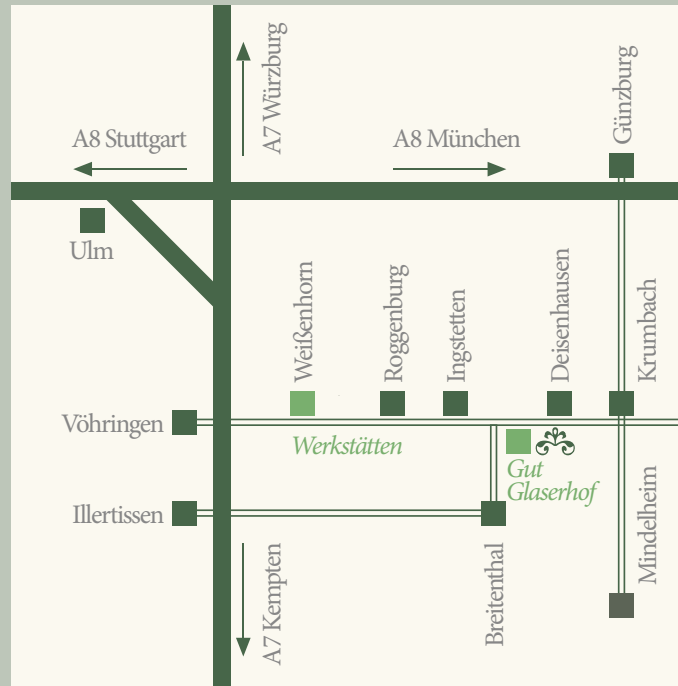 A7 Würzburg
Günzburg
A8 Stuttgart
A8 München
Ulm
Weißenhorn
Roggenburg
Ingstetten
Deisenhausen
Krumbach
Vöhringen
Werkstätten
Gut
Glaserhof
Illertissen
Mindelheim
A7 Kempten
Breitenthal